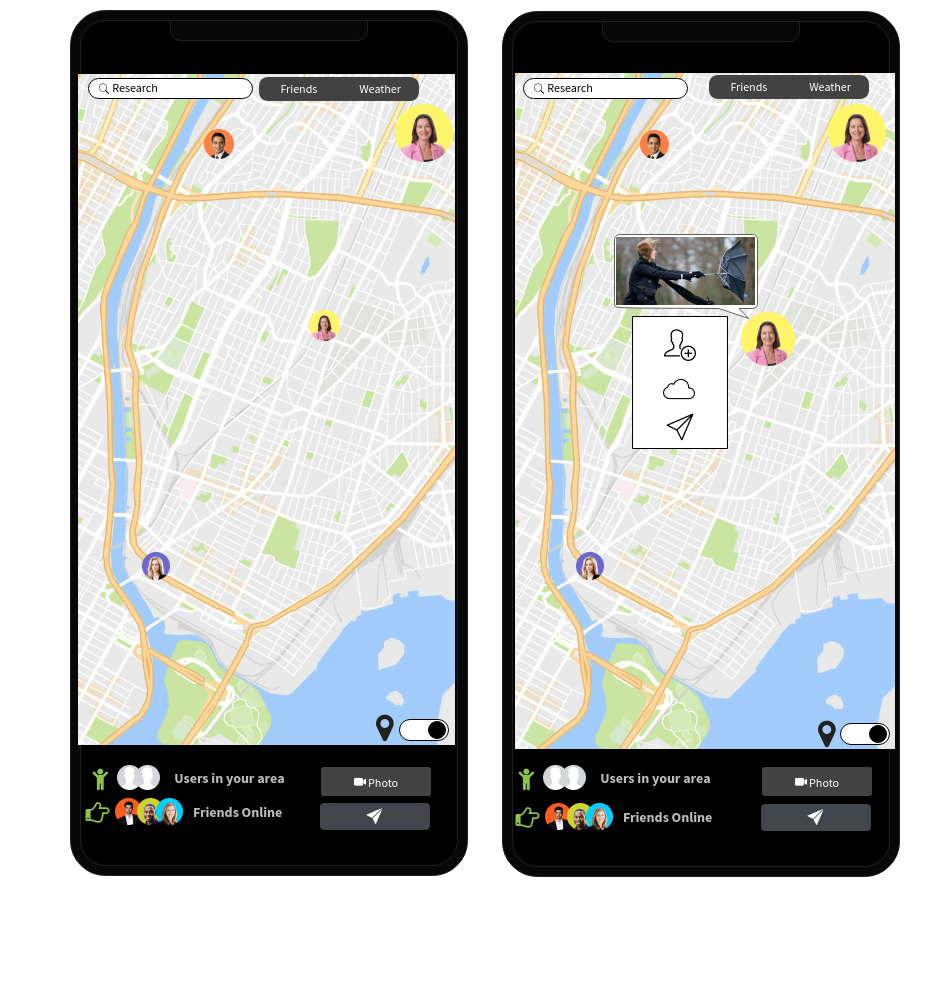 Research
Friends
Weather
Users in your area
Photo
Friends Online
Research
Friends
Weather
Users in your area
Photo
Friends Online